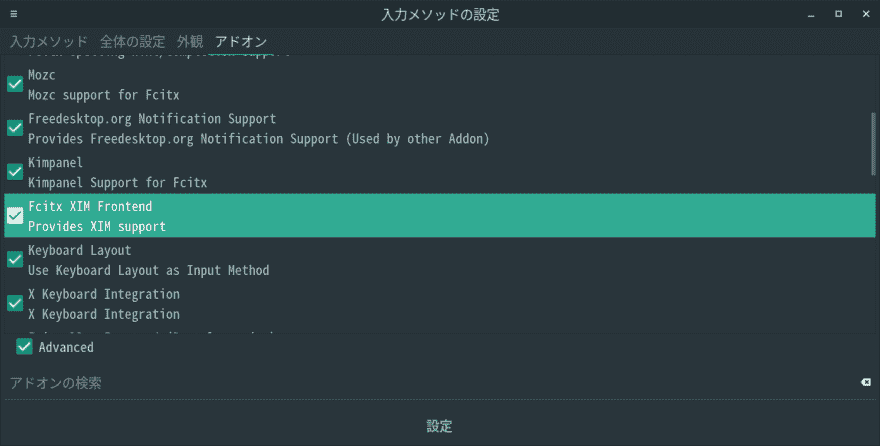 入力メソッドの設定
入力メソッド 全体の設定 外観 アドオン
Mozc
Mozc support for Fcitx
Freedesktop.org Notification Support
Provides Freedesktop.org Notification Support (Used by other Addon)
Kimpanel
Kimpanel Support for Fcitx
Fcitx XIM Frontend
Provides XIM support
Keyboard Layout
Use Keyboard Layout as Input Method
X Keyboard Integration
X Keyboard Integration
Advanced
アドオンの検索
設定